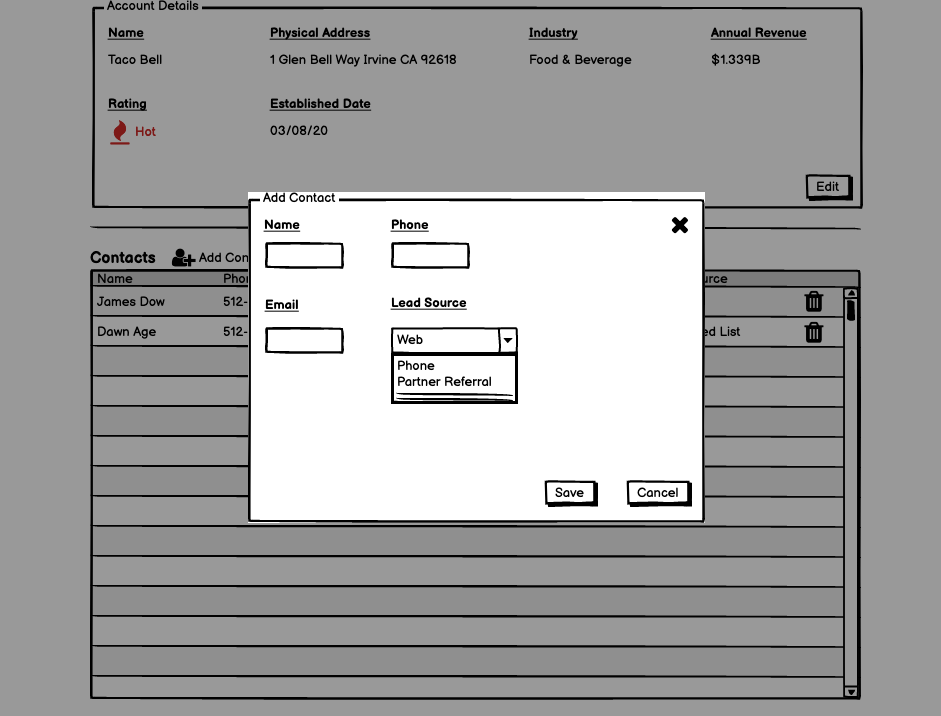 Account Details
Name Physical Address Industry Annual Revenue
Taco Bell 1 Glen Bell Way Irvine CA 92618 Food & Beverage $1.339B
Rating Established Date
Hot 03/08/20
Edit
Add Contact
Name Phone
Email Lead Source
Web
Phone
Partner Referral
Save Cancel
Contacts Add Con
Name Phon urce
James Dow 512-
Dawn Age 512- ed List